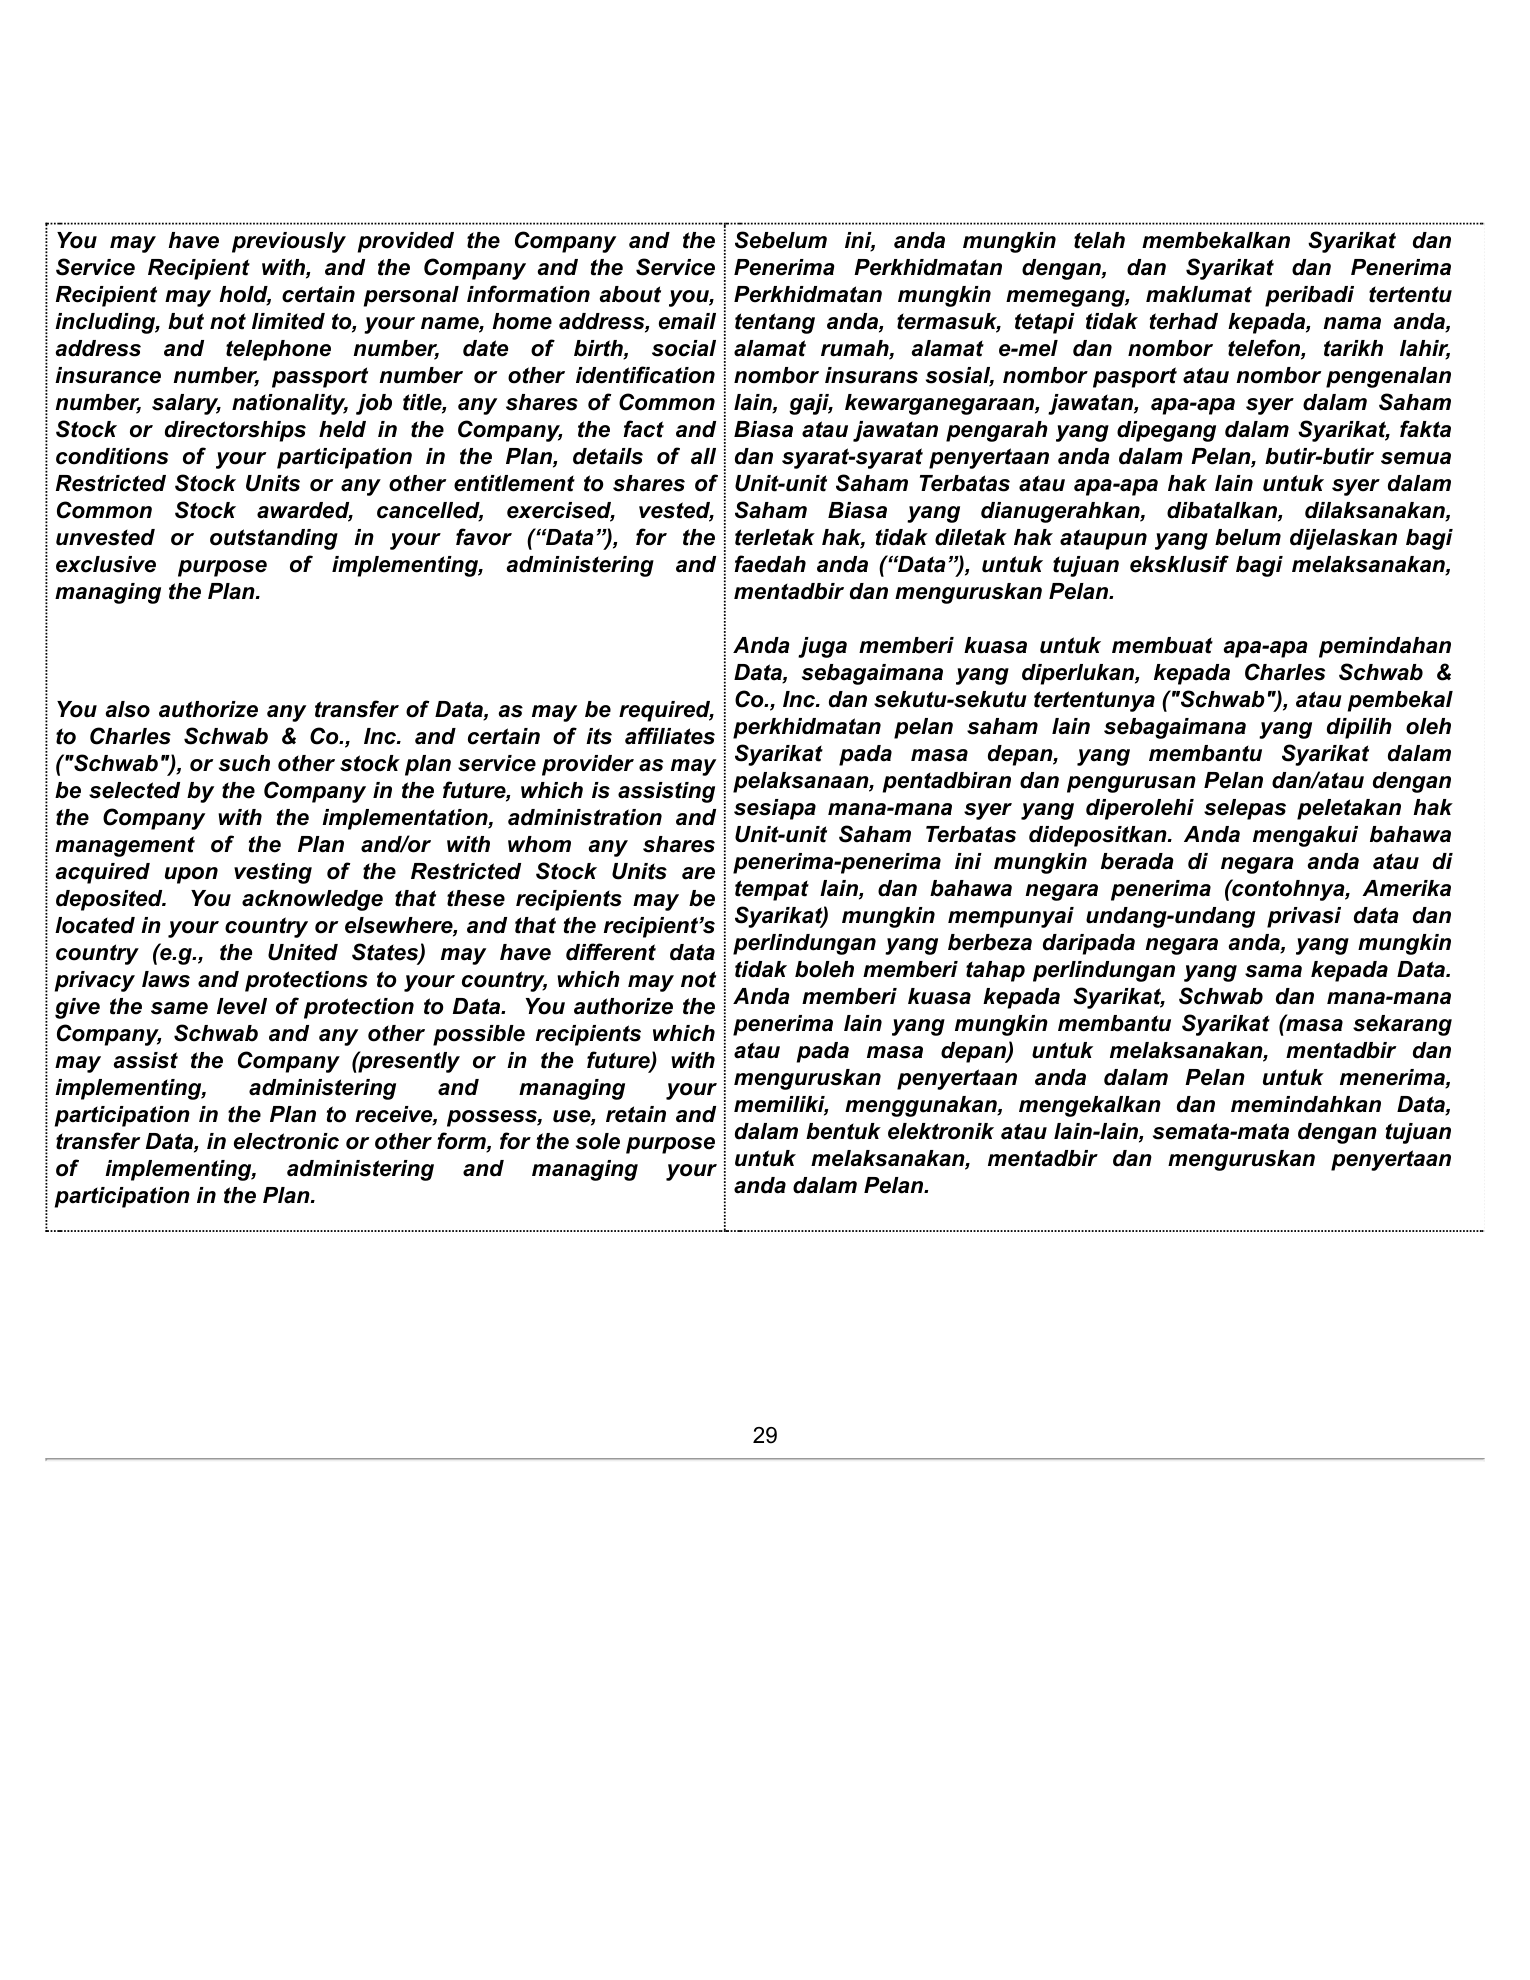 You may have previously provided the Company and the
Service Recipient with, and the Company and the Service
Recipient may hold, certain personal information about you,
including, but not limited to, your name, home address, email
address and telephone number, date of birth, social
insurance number, passport number or other identification
number, salary, nationality, job title, any shares of Common
Stock or directorships held in the Company, the fact and
conditions of your participation in the Plan, details of all
Restricted Stock Units or any other entitlement to shares of
Common Stock awarded, cancelled, exercised, vested,
unvested or outstanding in your favor (“Data”), for the
exclusive purpose of implementing, administering and
managing the Plan.
You also authorize any transfer of Data, as may be required,
to Charles Schwab & Co., Inc. and certain of its affiliates
("Schwab"), or such other stock plan service provider as may
be selected by the Company in the future, which is assisting
the Company with the implementation, administration and
management of the Plan and/or with whom any shares
acquired upon vesting of the Restricted Stock Units are
deposited. You acknowledge that these recipients may be
located in your country or elsewhere, and that the recipient’s
country (e.g., the United States) may have different data
privacy laws and protections to your country, which may not
give the same level of protection to Data. You authorize the
Company, Schwab and any other possible recipients which
may assist the Company (presently or in the future) with
implementing, administering and managing your
participation in the Plan to receive, possess, use, retain and
transfer Data, in electronic or other form, for the sole purpose
of implementing, administering and managing your
participation in the Plan.
Sebelum ini, anda mungkin telah membekalkan Syarikat dan
Penerima Perkhidmatan dengan, dan Syarikat dan Penerima
Perkhidmatan mungkin memegang, maklumat peribadi tertentu
tentang anda, termasuk, tetapi tidak terhad kepada, nama anda,
alamat rumah, alamat e-mel dan nombor telefon, tarikh lahir,
nombor insurans sosial, nombor pasport atau nombor pengenalan
lain, gaji, kewarganegaraan, jawatan, apa-apa syer dalam Saham
Biasa atau jawatan pengarah yang dipegang dalam Syarikat, fakta
dan syarat-syarat penyertaan anda dalam Pelan, butir-butir semua
Unit-unit Saham Terbatas atau apa-apa hak lain untuk syer dalam
Saham Biasa yang dianugerahkan, dibatalkan, dilaksanakan,
terletak hak, tidak diletak hak ataupun yang belum dijelaskan bagi
faedah anda (“Data”), untuk tujuan eksklusif bagi melaksanakan,
mentadbir dan menguruskan Pelan.
Anda juga memberi kuasa untuk membuat apa-apa pemindahan
Data, sebagaimana yang diperlukan, kepada Charles Schwab &
Co., Inc. dan sekutu-sekutu tertentunya ("Schwab"), atau pembekal
perkhidmatan pelan saham lain sebagaimana yang dipilih oleh
Syarikat pada masa depan, yang membantu Syarikat dalam
pelaksanaan, pentadbiran dan pengurusan Pelan dan/atau dengan
sesiapa mana-mana syer yang diperolehi selepas peletakan hak
Unit-unit Saham Terbatas didepositkan. Anda mengakui bahawa
penerima-penerima ini mungkin berada di negara anda atau di
tempat lain, dan bahawa negara penerima (contohnya, Amerika
Syarikat) mungkin mempunyai undang-undang privasi data dan
perlindungan yang berbeza daripada negara anda, yang mungkin
tidak boleh memberi tahap perlindungan yang sama kepada Data.
Anda memberi kuasa kepada Syarikat, Schwab dan mana-mana
penerima lain yang mungkin membantu Syarikat (masa sekarang
atau pada masa depan) untuk melaksanakan, mentadbir dan
menguruskan penyertaan anda dalam Pelan untuk menerima,
memiliki, menggunakan, mengekalkan dan memindahkan Data,
dalam bentuk elektronik atau lain-lain, semata-mata dengan tujuan
untuk melaksanakan, mentadbir dan menguruskan penyertaan
anda dalam Pelan.
29